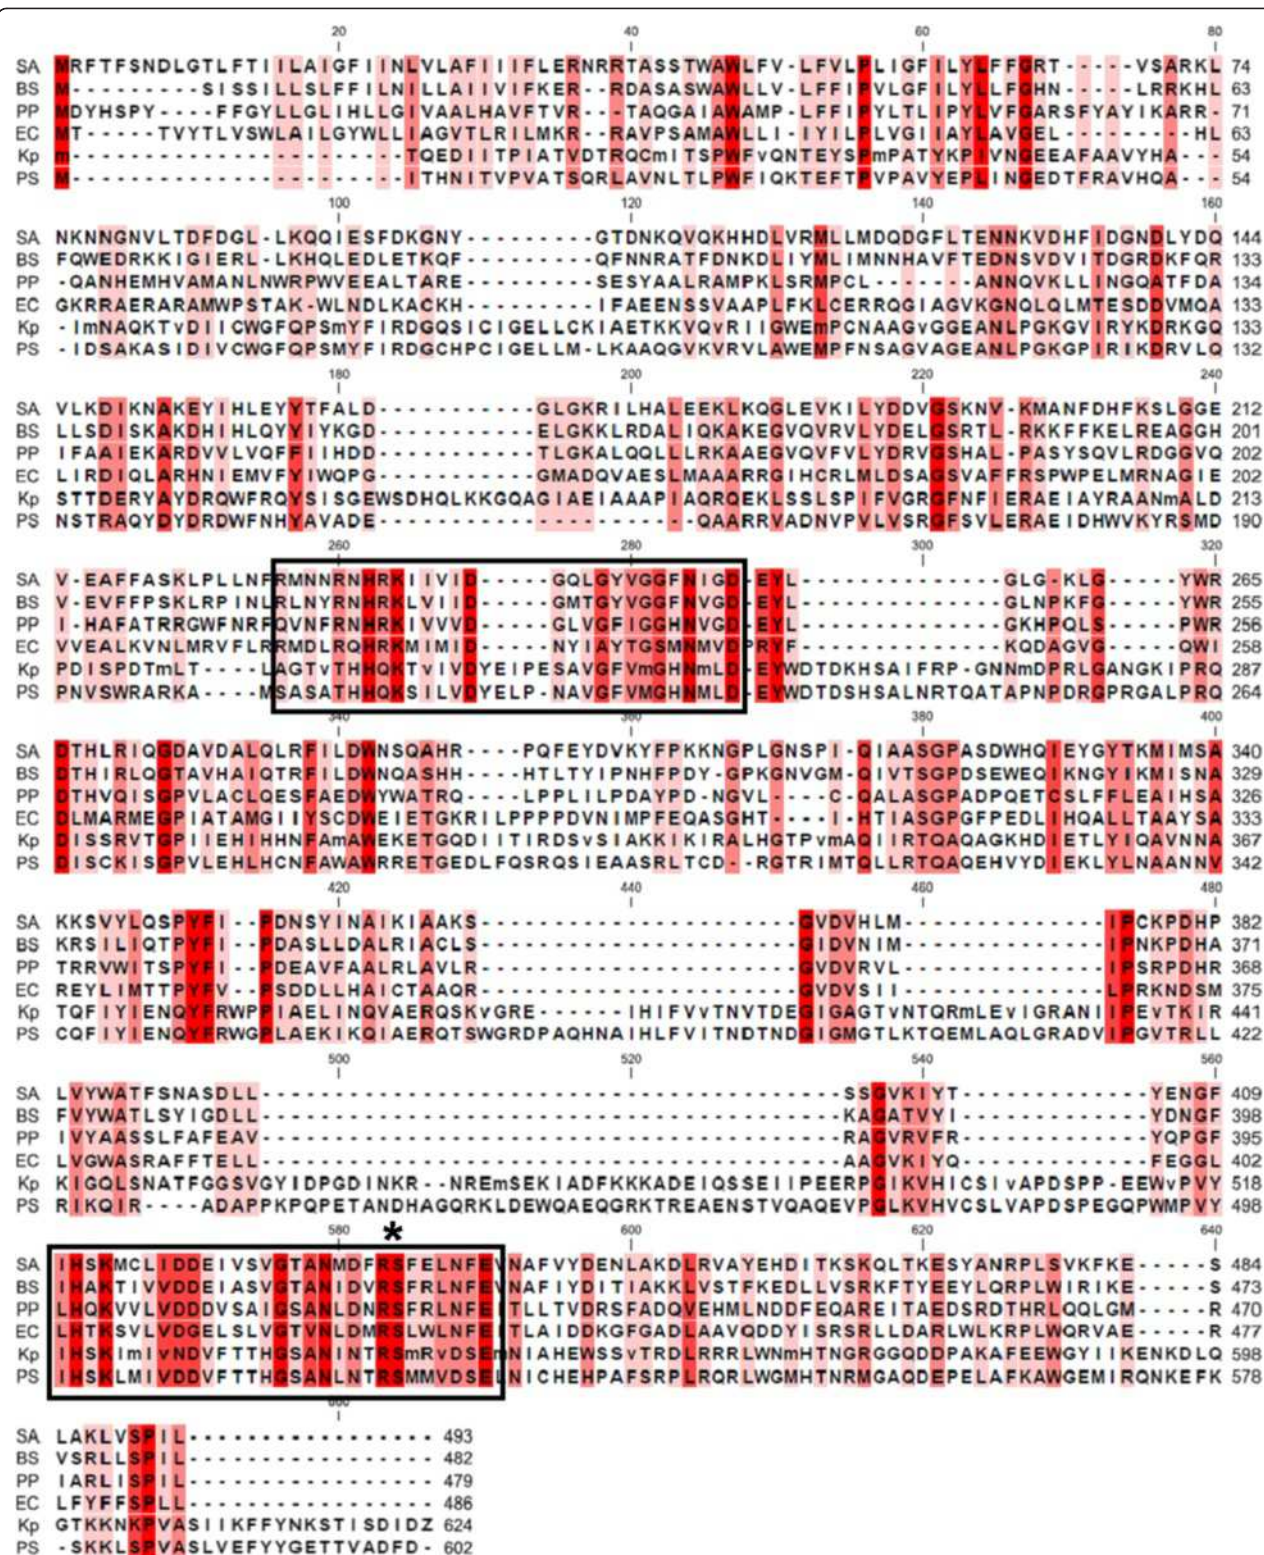 20 40 60 80
SA MRFTFSNDLGTLFTIILAIGFIINLVLAFIIIFLERNRRTASSTWAWLFV-LFVLPLIGFILYLFFGRT-----VSARKL 74
BS M---------SISSILLSLFFILNILLAIIVIFKER--RDASASWAWLLV-LFFIPVLGFILYLLFGHN-----LRRKHL 63
PP MDYHSPY----FFGYLLGLIHLLGIVAALHAVFTVR--TAQGAIAWAMP-LFFIPYLTLIPYLVFGARSFYAYIKARR- 71
EC MT-----TVYTLVSWLAILGYWLLIAGVTLRILMKR--RAVPSAMAWLLI-IYILPLVGIIAYLAVGEL---------HL 63
Kp m-----------------------TQEDIITPIATVDTRQCmITSPWFvQNTEYSPmPATYKPIVNGEEAFAAVYHA--- 54
PS M-----------------------ITHNITVPVATSQRLAVNLTLPWFIQKTEFTPVPAVYEPLINGEDTFRAVHQA--- 54
100 120 140 160
SA NKNNGNVLTDFDGL-LKQQIESFDKGNY---------GTDNKQVQKHHDLVRMLLMDQDGFLTENNKVDHFIDGNDLYDQ 144
BS FQWEDRKKIGIERL-LKHQLEDLETKQF---------QFNNRATFDNKDLIYMLIMNNHAVFTEDNSVDVITDGRDKFQR 133
PP -QANHEMHVAMANLNWRPWVEEALTARE---------SESYAALRAMPKLSRMPCL------ANNQVKLLINGQATFDA 134
EC GKRRAERARAMWPSTAK-WLNDLKACKH---------IFAEENSSVAAPLFKLCERRQGIAGVKGNQLQLMTESDDVMQA 133
Kp -ImNAQKTvDIICWGFQPSmYFIRDGQSICIGELLCKIAETKKVQvRIIGWEmPCNAAGvGGEANLPGKGVIRYKDRKGQ 133
PS -IDSAKASIDIVCWGFQPSMYFIRDGCHPCIGELLM-LKAAQGVKVRVLAWEMPFNSAGVAGEANLPGKGPIRIKDRVLQ 132
180 200 220 240
SA VLKDIKNAKEYIHLEYYTFALD-----------GLGKRILHALEEKLKQGLEVKILYDDVGSKNV-KMANFDHFKSLGGE 212
BS LLSDISKAKDHIHLQYYIYKGD-----------ELGKKLRDALIQKAKEGVQVRVLYDELGSRTL-RKKFFKELREAGGH 201
PP IFAAIEKARDVVLVQFFIIHDD-----------TLGKALQQLLLRKAAEGVQVFVLYDRVGSHAL-PASYSQVLRDGGVQ 202
EC LIRDIQLARHNIEMVFYIWQPG-----------GMADQVAESLMAAARRGIHCRLMLDSAGSVAFFRSPWPELMRNAGIE 202
Kp STTDERYAYDRQWFRQYSISGEWSDHQLKKGQAGIAEIAAAPIAQRQEKLSSLSPIFVGRGFNFIERAEIAYRAANmALD 213
PS NSTRAQYDYDRDWFNHYAVADE----------------------QAARRVADNVPVLVSRGFSVLERAEIDHWVKYRSMD 190
260 280 300 320
SA V-EAFFASKLPLLNFRMNNRNHRKIIVID-----GQLGYVGGFNIGD-EYL-------------GLG-KLG-----YWR 265
BS V-EVFFPSKLRPINLRLNYRNHRKLVIID-----GMTGYVGGFNVGD-EYL-------------GLNPKFG-----YWR 255
PP I-HAFATRRGWFNRFQVNFRNHRKIVVVD-----GLVGFIGGHNVGD-EYL-------------GKHPQLS-----PWR 256
EC VVEALKVNLMRVFLRRMDLRNHRKMIMID-----NYIAYTGSMNMVDPRYF-------------KQDAGVG-----QWI 258
Kp PDISPDTmLT----LAGTvTHHQKTvIVDYEIPESAVGFVmGHNmLD-EYWDTDKHSAIFRP-GNNmDPRLGANGKIPRQ 287
PS PNVSWRARKA----MSASATHHQKSILVDYELP-NAVGFVMGHNMLD-EYWDTDSHSALNRTQATAPNPDRGPRGALPRQ 264
340 360 380 400
SA DTHLRIQGDAVDALQLRFILDWNSQAHR----PQFEYDVKYFPKKNGPLGNSPI-QIAASGPASDWHQIEYGYTKMIMSA 340
BS DTHIRLQGTAVHAIQTRFILDWNQASHH----HTLTYIPNHFPDY-GPKGNVGM-QIVTSGPDSEWEQIKNGYIKMISNA 329
PP DTHVQISGPVLACLQESFAEDWYWATRQ----LPPLILPDAYPD-NGVL----C-QALASGPADPQETCSLFFLEAIHSA 326
EC DLMARMEGPIATAMGIIYSCDWEIETGKRILPPPPDVNIMPFEQASGHT----I-HTIASGPGFPEDLIHQALLTAAYSA 333
Kp DISSRVTGPIIEHIHHNFAmAWEKETGQDIITIRDSvSIAKKIKIRALHGTPvmAQIIRTQAQAGKHDIETLYIQAVNNA 367
PS DISCKISGPVLEHLHCNFAWAWRRETGEDLFQSRQSIEAASRLTCD--RGTRIMTQLLRTQAQEHVYDIEKLYLNAANNV 342
420 440 460 480
SA KKSVYLQSPYFI--PDNSYINAIKIAAKS----------------------GVDVHLM--------------IPCKPDHP 382
BS KRSILIQTPYFI--PDASLLDALRIACLS----------------------GIDVNIM--------------IPNKPDHA 371
PP TRRVWITSPYFI--PDEAVFAALRLAVLR----------------------GVDVRVL--------------IPSRPDHR 368
EC REYLIMTTPYFV--PSDDLLHAICTAAQR----------------------GVDVSII--------------LPRKNDSM 375
Kp TQFIYIENQYFRWPPIAELINQVAERQSKvGRE------IHIFVvTNVTDEGIGAGTvNTQRmLEvIGRANIIPEvTKIR 441
PS CQFIYIENQYFRWGPLAEKIKQIAERQTSWGRDPAQHNAIHLFVITNDTNDGIGMGTLKTQEMLAQLGRADVIPGVTRLL 422
500 520 540 560
SA LVYWATFSNASDLL----------------------------------------SSGVKIYT-------------YENGF 409
BS FVYWATLSYIGDLL----------------------------------------KAGATVYI-------------YDNGF 398
PP IVYAASSLFAFEAV----------------------------------------RAGVRVFR-------------YQPGF 395
EC LVGWASRAFFTELL----------------------------------------AAGVKIYQ-------------FEGGL 402
Kp KIGQLSNATFGGSVGYIDPGDINKR--NREmSEKIADFKKKADEIQSSEIIPEERPGIKVHICSIvAPDSPP-EEWvPVY 518
PS RIKQIR----ADAPPKPQPETANDHAGQRKLDEWQAEQGRKTREAENSTVQAQEVPGLKVHVCSLVAPDSPEGQPWMPVY 498
580 * 600 620 640
SA IHSKMCLIDDEIVSVGTANMDFRSFELNFEVNAFVYDENLAKDLRVAYEHDITKSKQLTKESYANRPLSVKFKE-----S 484
BS IHAKTIVVDDEIASVGTANIDVRSFRLNFEVNAFIYDITIAKKLVSTFKEDLLVSRKFTYEEYLQRPLWIRIKE-----S 473
PP LHQKVVLVDDDVSAIGSANLDNRSFRLNFEITLLTVDRSFADQVEHMLNDDFEQAREITAEDSRDTHRLQQLGM-----R 470
EC LHTKSVLVDGELSLVGTVNLDMRSLWLNFEITLAIDDKGFGADLAAVQDDYISRSRLLDARLWLKRPLWQRVAE-----R 477
Kp IHSKImIvNDVFTTHGSANINTRSmRvDSEmNIAHEWSSvTRDLRRRLWNmHTNGRGGQDDPAKAFEEWGYIIKENKDLQ 598
PS IHSKLMIVDDVFTTHGSANLNTRSMMVDSELNICHEHPAFSRPLRQRLWGMHTNRMGAQDEPELAFKAWGEMIRQNKEFK 578
SA LAKLVSPIL----------------- 493
BS VSRLLSPIL----------------- 482
PP IARLISPIL----------------- 479
EC LFYFFSPLL----------------- 486
Kp GTKKNKPVASIIKFFYNKSTISDIDZ 624
PS -SKKLSPVASLVEFYYGETTVADFD- 602